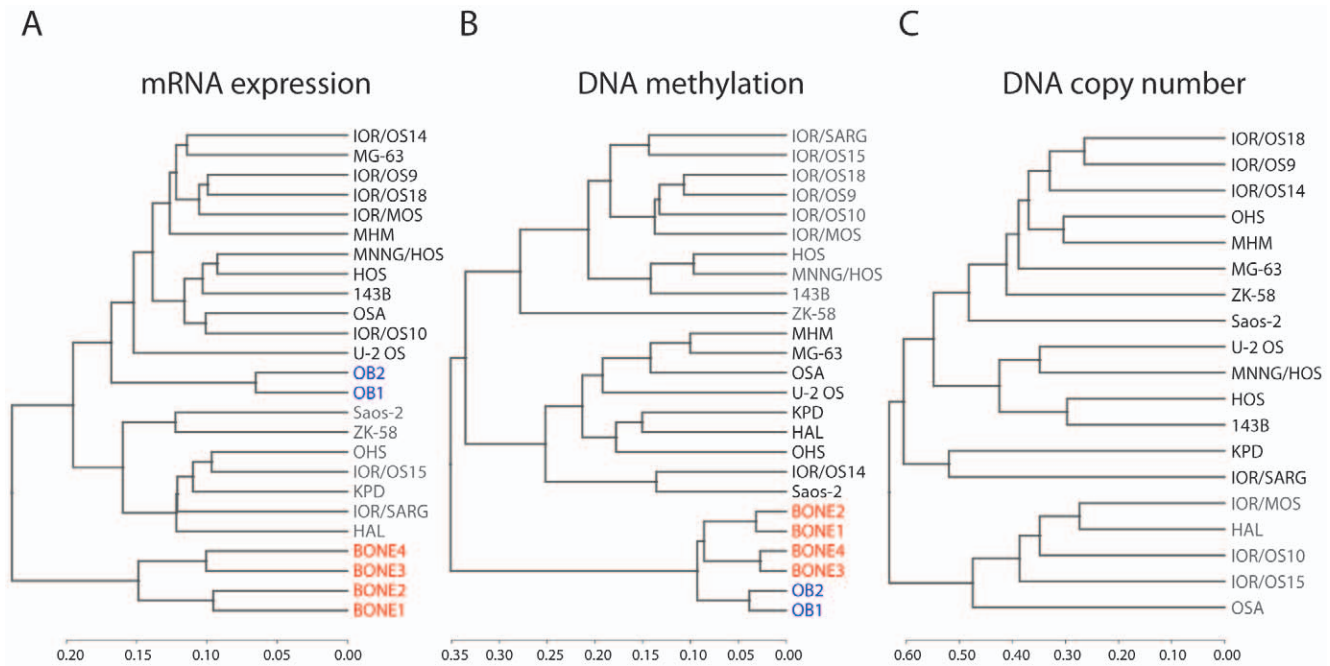 A
mRNA expression
IOR/OS14
MG-63
IOR/OS9
IOR/OS18
IOR/MOS
MHM
MNNG/HOS
HOS
143B
OSA
IOR/OS10
U-2 OS
OB2
OB1
Saos-2
ZK-58
OHS
IOR/OS15
KPD
IOR/SARG
HAL
BONE4
BONE3
BONE2
BONE1
0.20 0.15 0.10 0.05 0.00
B
DNA methylation
IOR/SARG
IOR/OS15
IOR/OS18
IOR/OS9
IOR/OS10
IOR/MOS
HOS
MNNG/HOS
143B
ZK-58
MHM
MG-63
OSA
U-2 OS
KPD
HAL
OHS
IOR/OS14
Saos-2
BONE2
BONE1
BONE4
BONE3
OB2
OB1
0.35 0.30 0.25 0.20 0.15 0.10 0.05 0.00
C
DNA copy number
IOR/OS18
IOR/OS9
IOR/OS14
OHS
MHM
MG-63
ZK-58
Saos-2
U-2 OS
MNNG/HOS
HOS
143B
KPD
IOR/SARG
IOR/MOS
HAL
IOR/OS10
IOR/OS15
OSA
0.60 0.50 0.40 0.30 0.20 0.10 0.00